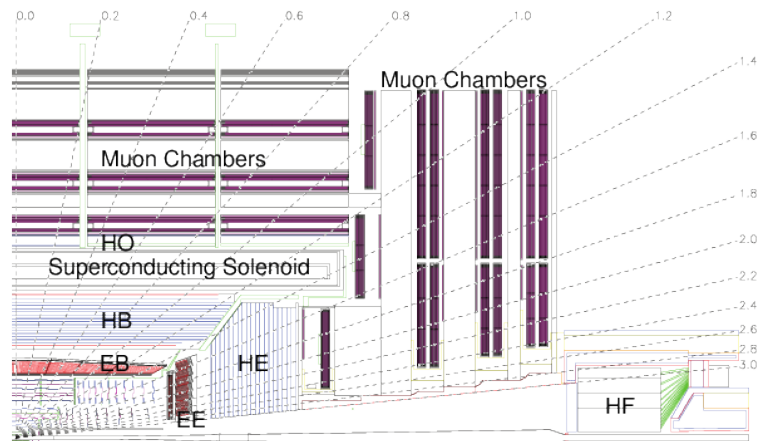 0.0
0.2
0.4
0.6
0.8
1.0
1.2
1.4
Muon Chambers
1.6
Muon Chambers
1.8
HO
2.0
Superconducting Solenoid
2.2
2.4
HB
2.6
EB
HE
2.8
3.0
EE
HF